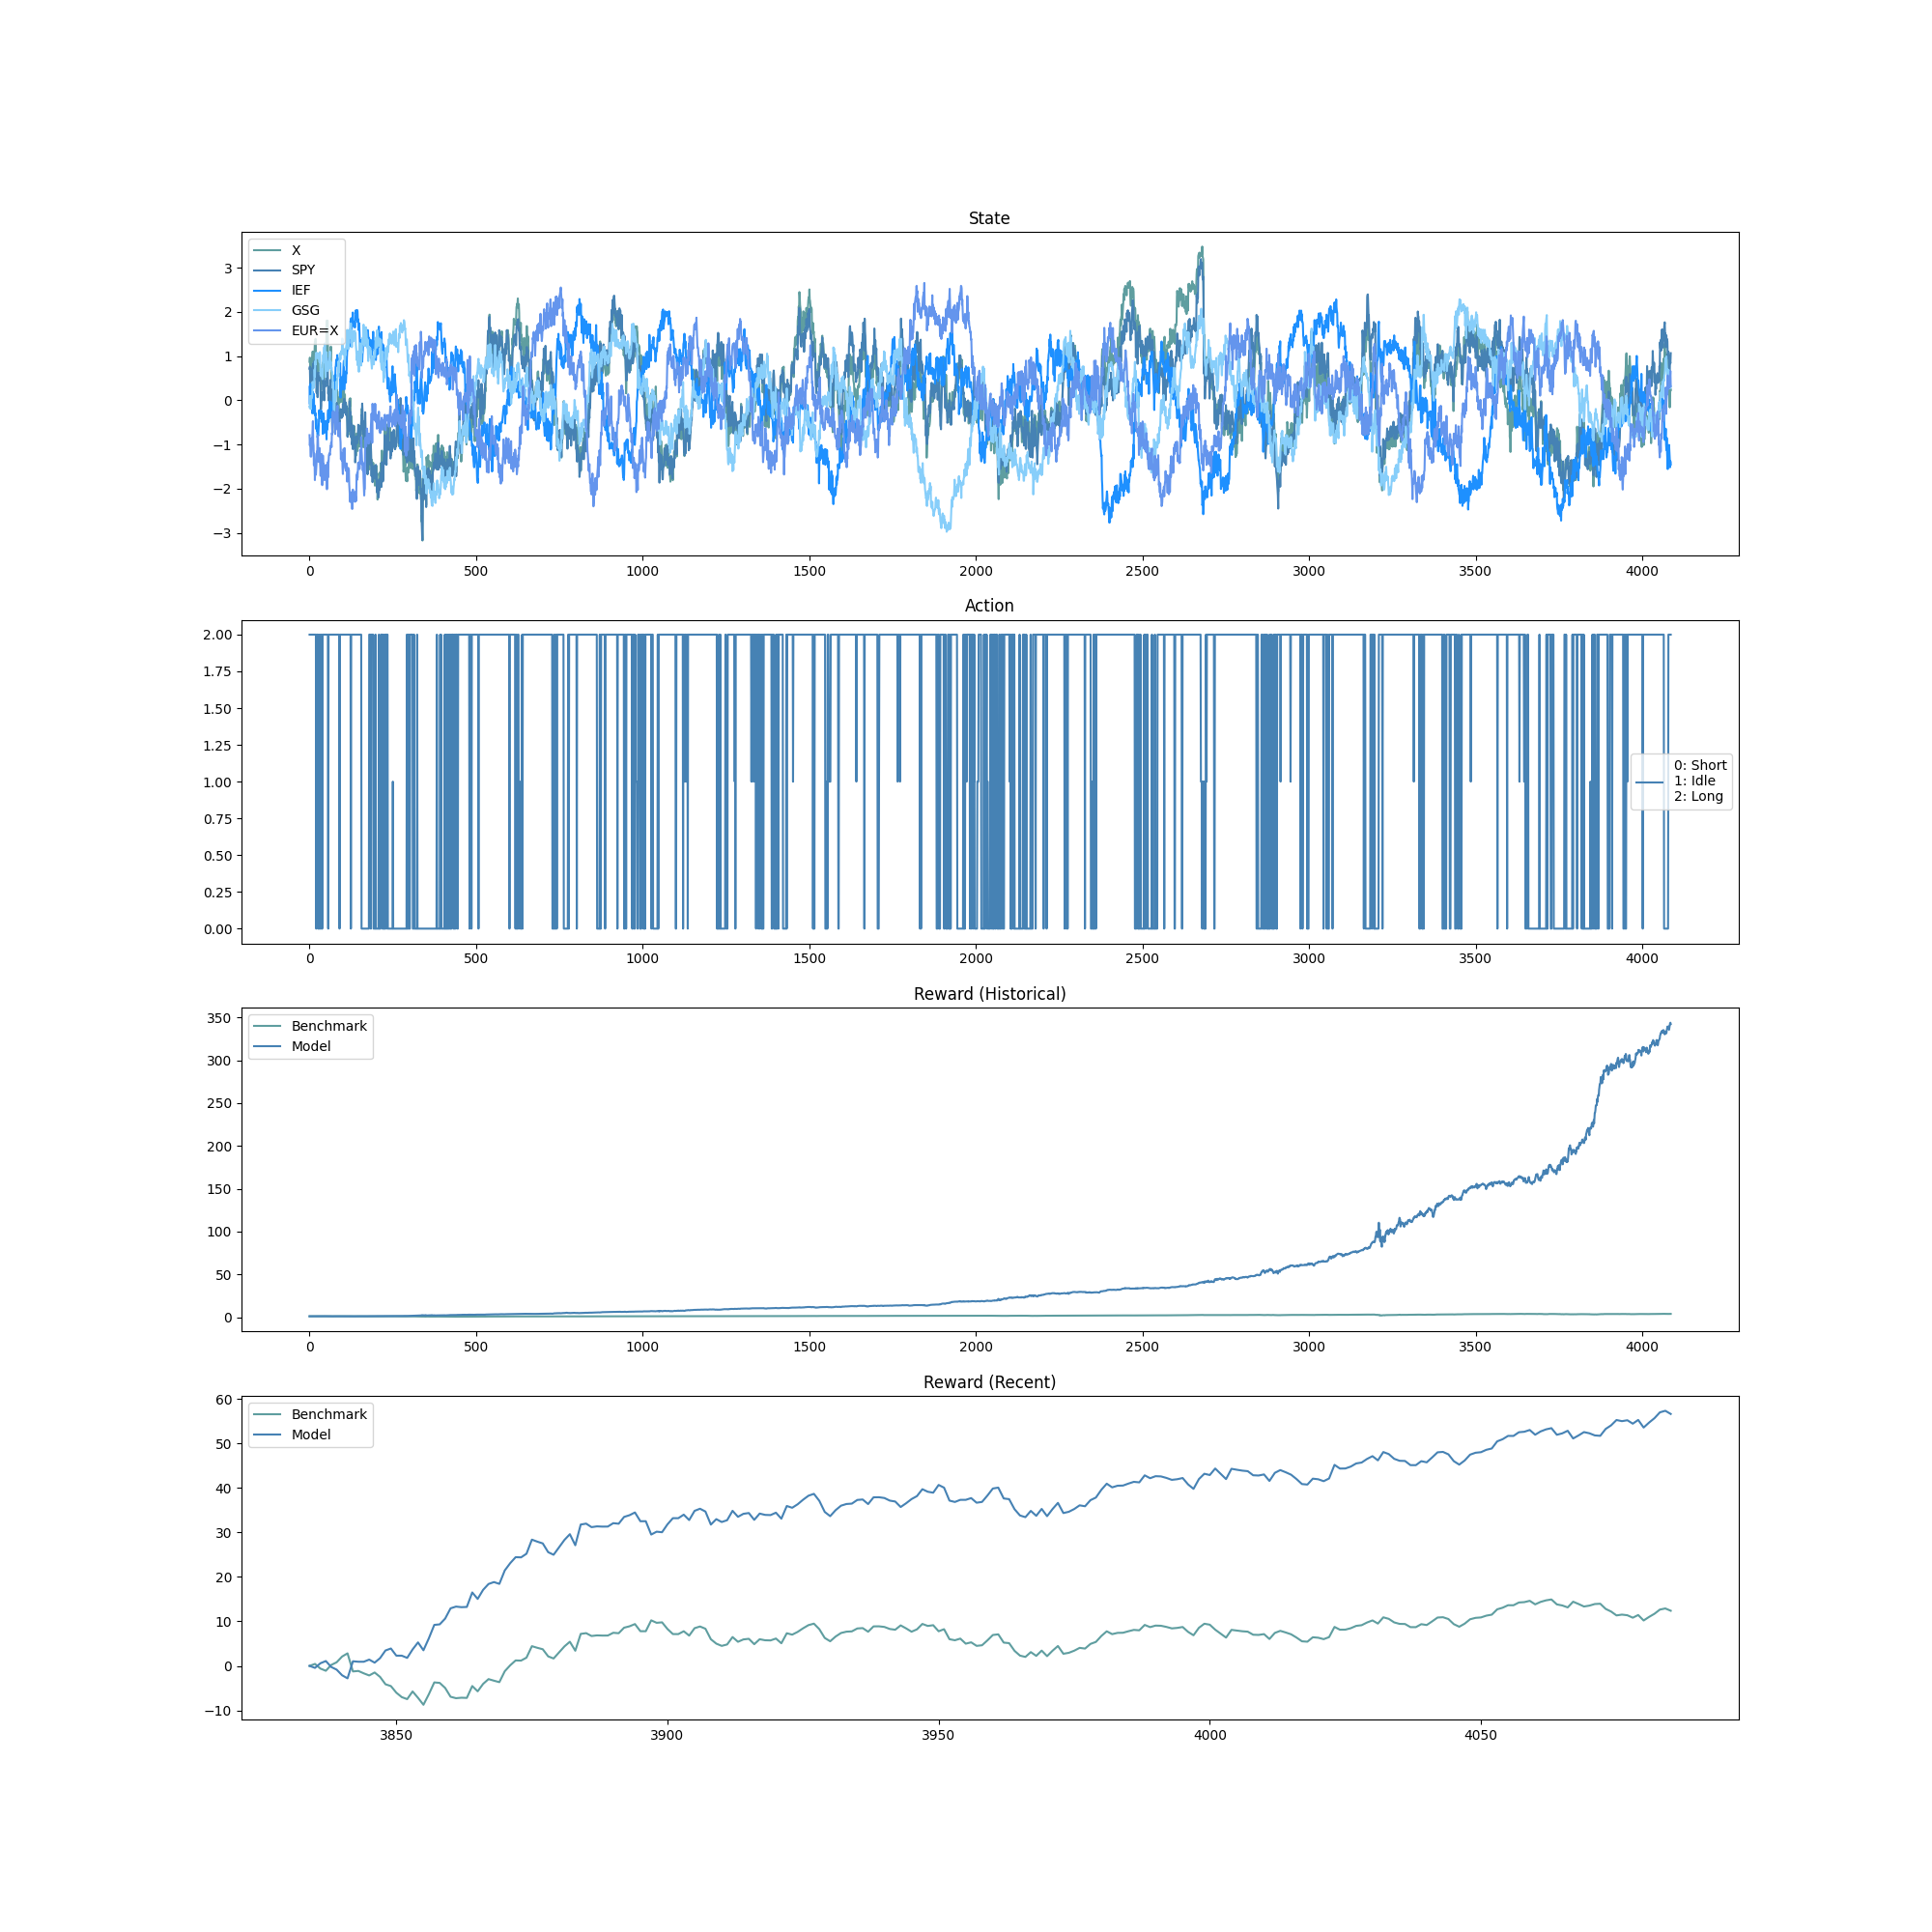 State
X
SPY
IEF
GSG
EUR=X
3
2
1
0
−1
−2
−3
0 500 1000 1500 2000 2500 3000 3500 4000
Action
2.00
1.75
1.50
1.25
1.00
0.75
0.50
0.25
0.00
0: Short
1: Idle
2: Long
0 500 1000 1500 2000 2500 3000 3500 4000
Reward (Historical)
Benchmark
Model
350
300
250
200
150
100
50
0
0 500 1000 1500 2000 2500 3000 3500 4000
Reward (Recent)
Benchmark
Model
60
50
40
30
20
10
0
−10
3850 3900 3950 4000 4050